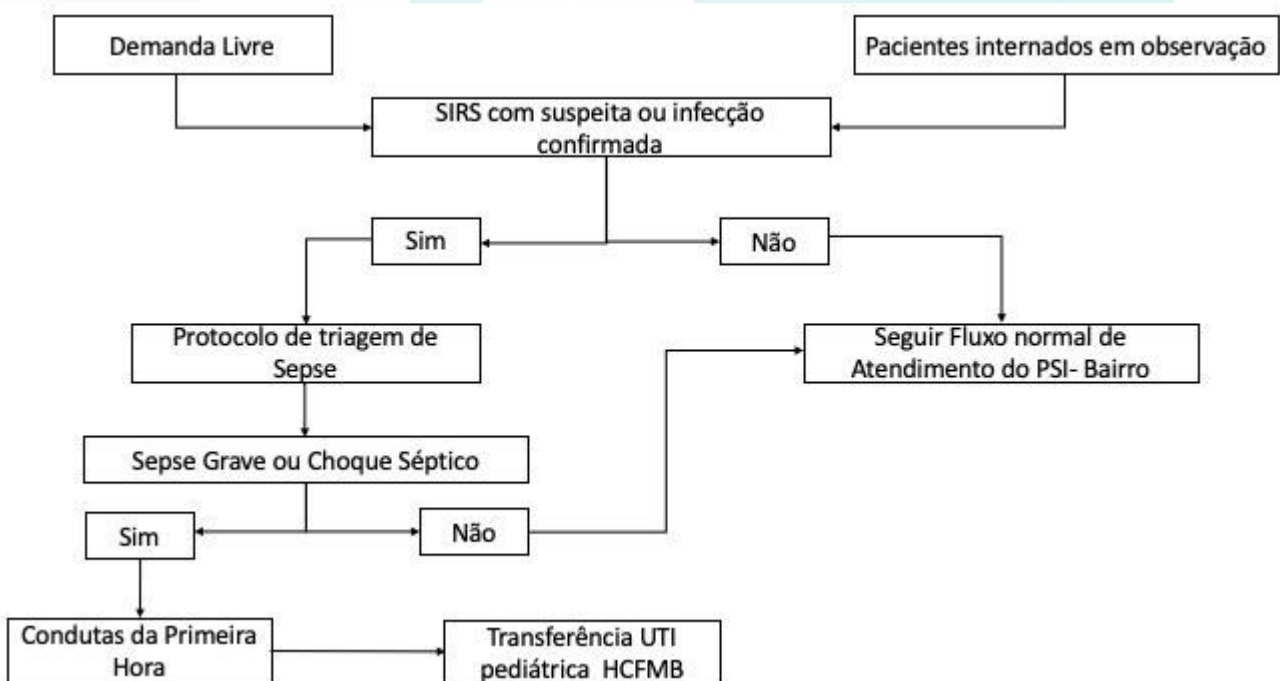 Demanda Livre
Pacientes internados em observação
SIRS com suspeita ou infecção
confirmada
Sim
Não
Protocolo de triagem de
Sepse
Seguir Fluxo normal de
Atendimento do PSI- Bairro
Sepse Grave ou Choque Séptico
Sim
Não
Condutas da Primeira
Hora
Transferência UTI
pediátrica HCFMB